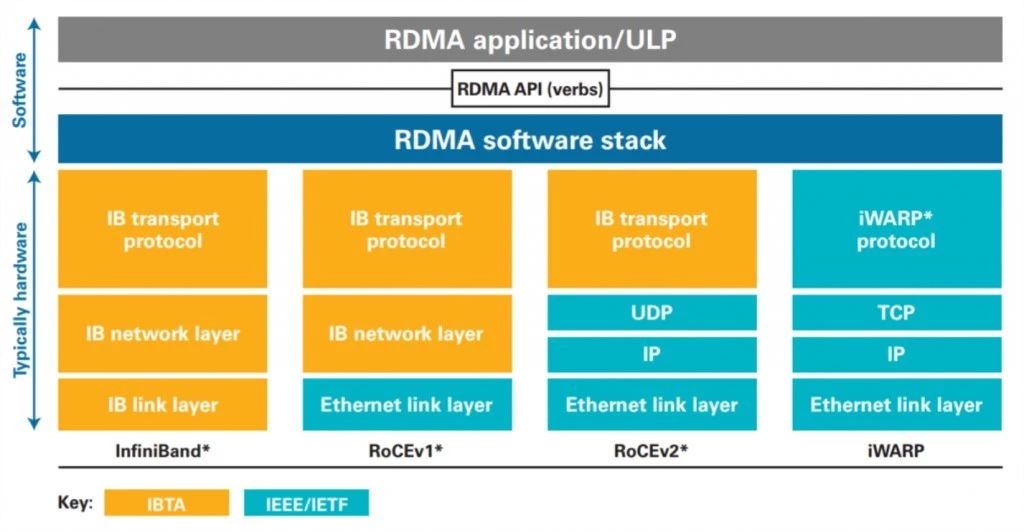 Software
RDMA application/ULP
RDMA API (verbs)
RDMA software stack
Typically hardware
IB transport
protocol
IB transport
protocol
IB transport
protocol
iWARP*
protocol
IB network layer
IB network layer
UDP
TCP
IP
IP
IB link layer
Ethernet link layer
Ethernet link layer
Ethernet link layer
InfiniBand*
RoCEv1*
RoCEv2*
iWARP
Key:
IBTA
IEEE/IETF